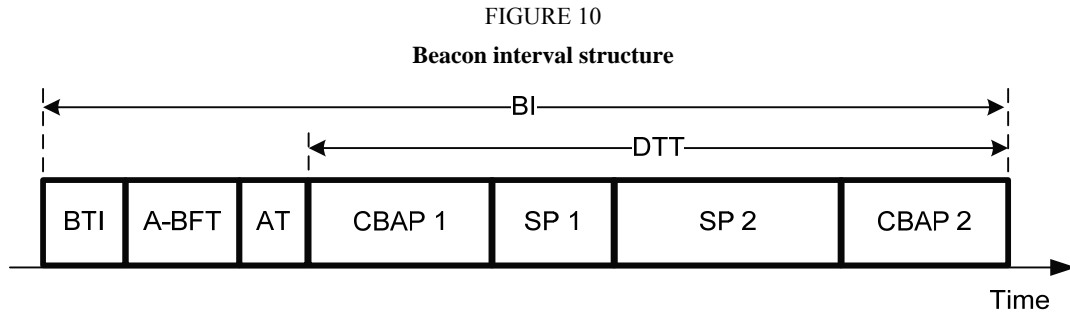 FIGURE 10
Beacon interval structure
BI
DTT
BTI A-BFT AT CBAP 1 SP 1 SP 2 CBAP 2
Time